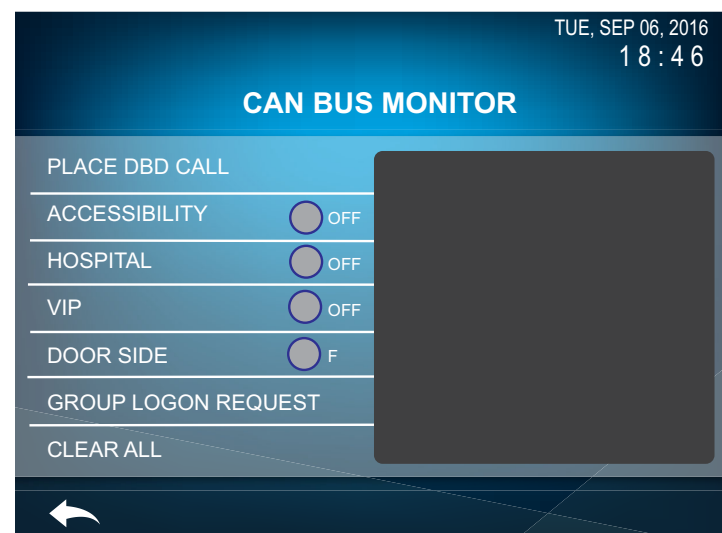 TUE, SEP 06, 2016
18:46
CAN BUS MONITOR
PLACE DBD CALL
ACCESSIBILITY OFF
HOSPITAL OFF
VIP OFF
DOOR SIDE F
GROUP LOGON REQUEST
CLEAR ALL